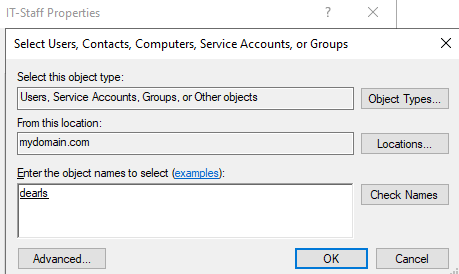 IT-Staff Properties
Select Users, Contacts, Computers, Service Accounts, or Groups
Select this object type:
Users, Service Accounts, Groups, or Other objects
Object Types...
From this location:
mydomain.com
Locations...
Enter the object names to select (examples):
dearls
Check Names
Advanced...
OK
Cancel